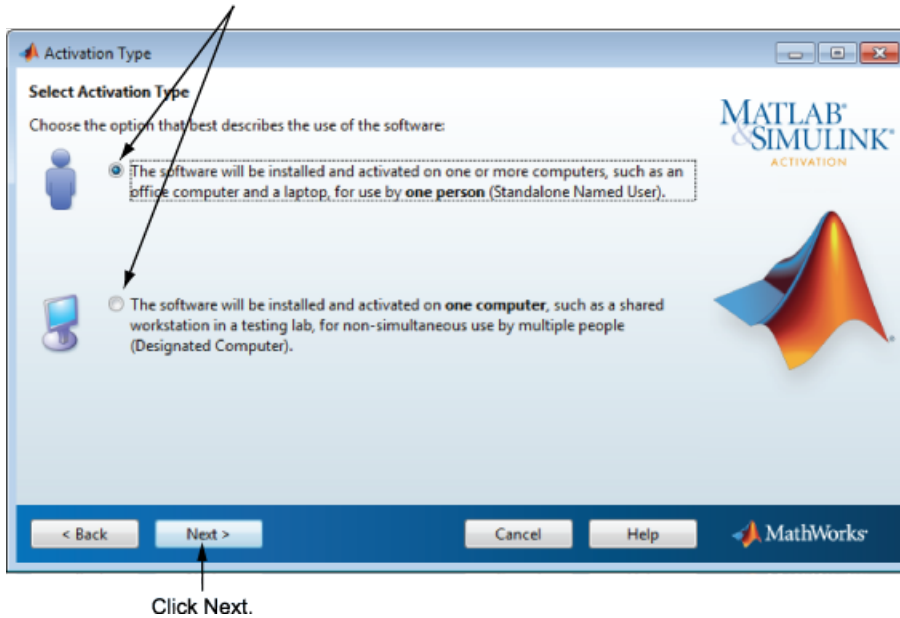 Activation Type
Select Activation Type
Choose the option that best describes the use of the software:
The software will be installed and activated on one or more computers, such as an
office computer and a laptop, for use by one person (Standalone Named User).
The software will be installed and activated on one computer, such as a shared
workstation in a testing lab, for non-simultaneous use by multiple people
(Designated Computer).
MATLAB®
&SIMULINK®
ACTIVATION
< Back
Next >
Cancel
Help
MathWorks®
Click Next.